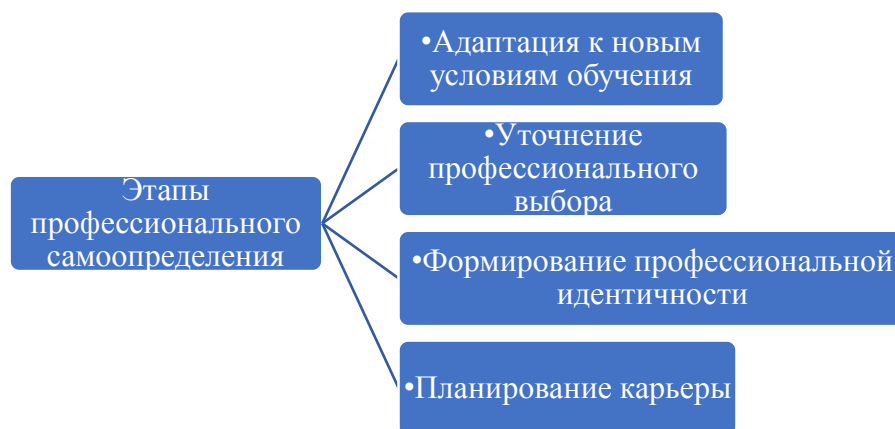 Этапы
профессионального
самоопределения
•Адаптация к новым
условиям обучения
•Уточнение
профессионального
выбора
•Формирование профессиональной
идентичности
•Планирование карьеры